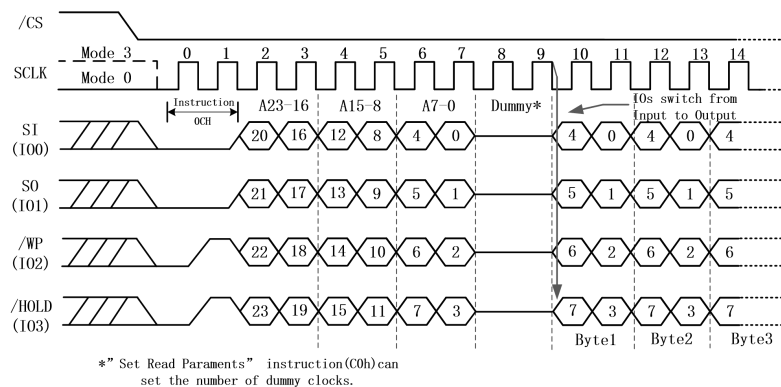 /CS
Mode 3 0 1 2 3 4 5 6 7 8 9 10 11 12 13 14
SCLK
Mode 0
Instruction A23-16 A15-8 A7-0 Dummy* IOs switch from
0CH Input to Output
SI
(IO0)
20 16 12 8 4 0 4 0 4 0 4
SO
(IO1)
21 17 13 9 5 1 5 1 5 1 5
/WP
(IO2)
22 18 14 10 6 2 6 2 6 2 6
/HOLD
(IO3)
23 19 15 11 7 3 7 3 7 3 7
Byte1 Byte2 Byte3
*” Set Read Paraments” instruction(C0h)can
set the number of dummy clocks.